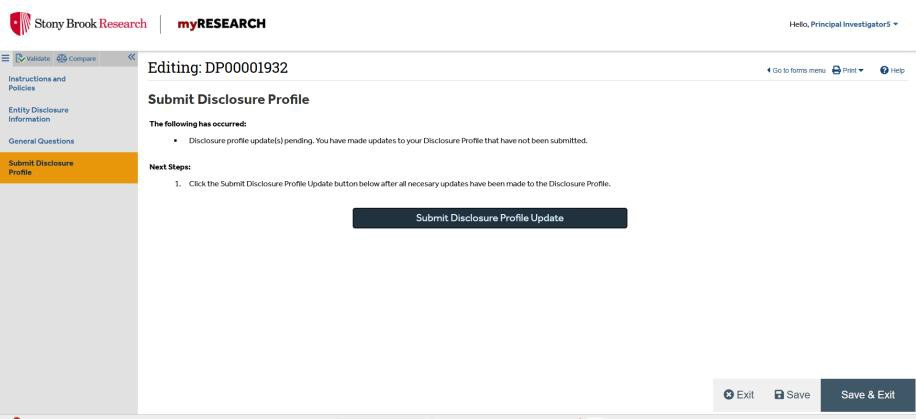 Stony Brook Research
myRESEARCH
Hello, Principal Investigator5
Validate Compare
Instructions and
Policies
Entity Disclosure
Information
General Questions
Submit Disclosure
Profile
Editing: DP00001932
Go to forms menu Print Help
Submit Disclosure Profile
The following has occurred:
Disclosure profile update(s) pending. You have made updates to your Disclosure Profile that have not been submitted.
Next Steps:
1. Click the Submit Disclosure Profile Update button below after all necesary updates have been made to the Disclosure Profile.
Submit Disclosure Profile Update
Exit Save Save & Exit